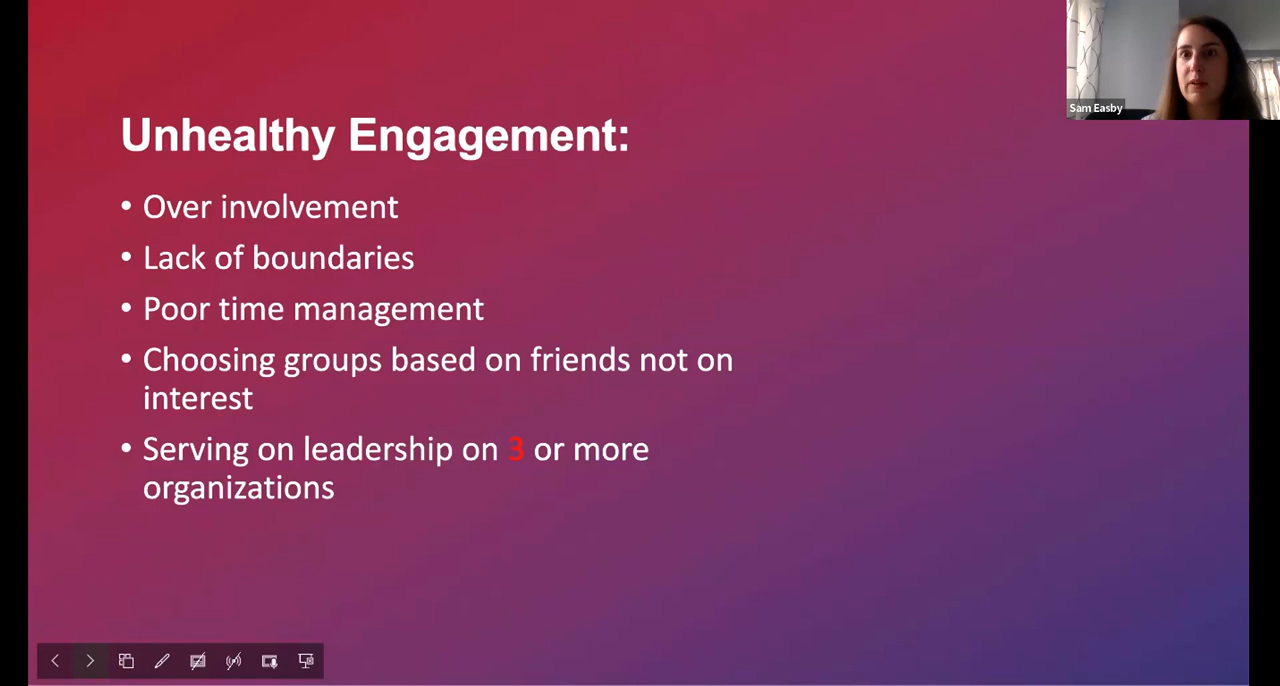 Sam Easby
Unhealthy Engagement:
• Over involvement
• Lack of boundaries
• Poor time management
• Choosing groups based on friends not on
interest
• Serving on leadership on 3 or more
organizations